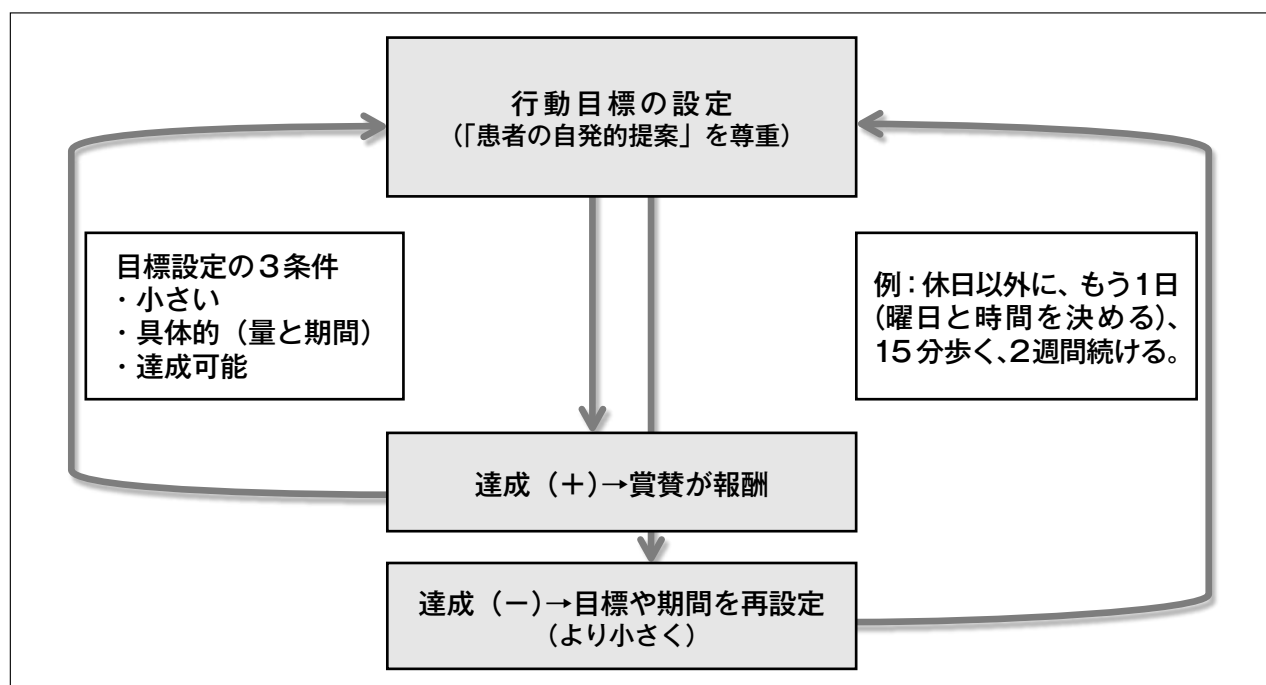 行動目標の設定
(「患者の自発的提案」を尊重)
目標設定の3条件
・小さい
・具体的(量と期間)
・達成可能
例:休日以外に、もう1日
(曜日と時間を決める)、
15分歩く、2週間続ける。
達成(+)→賞賛が報酬
達成(−)→目標や期間を再設定
(より小さく)